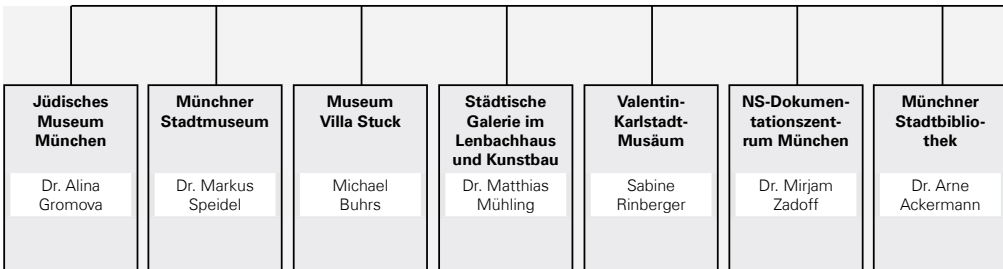 Jüdisches
Museum
München
Dr. Alina
Gromova
Münchner
Stadtmuseum
Dr. Markus
Speidel
Museum
Villa Stuck
Michael
Buhrs
Städtische
Galerie im
Lenbachhaus
und Kunstbau
Dr. Matthias
Mühling
Valentin-
Karlstadt-
Musäum
Sabine
Rinberger
NS-Dokumen-
tationszent-
rum München
Dr. Mirjam
Zadoff
Münchner
Stadtbiblio-
thek
Dr. Arne
Ackermann